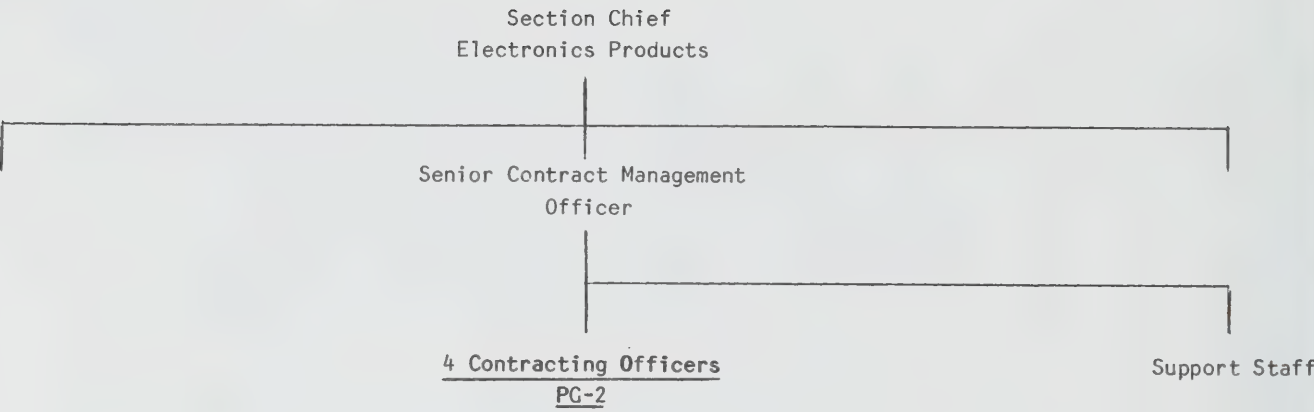 Section Chief
Electronics Products
Senior Contract Management
Officer
4 Contracting Officers
PG-2
Support Staff